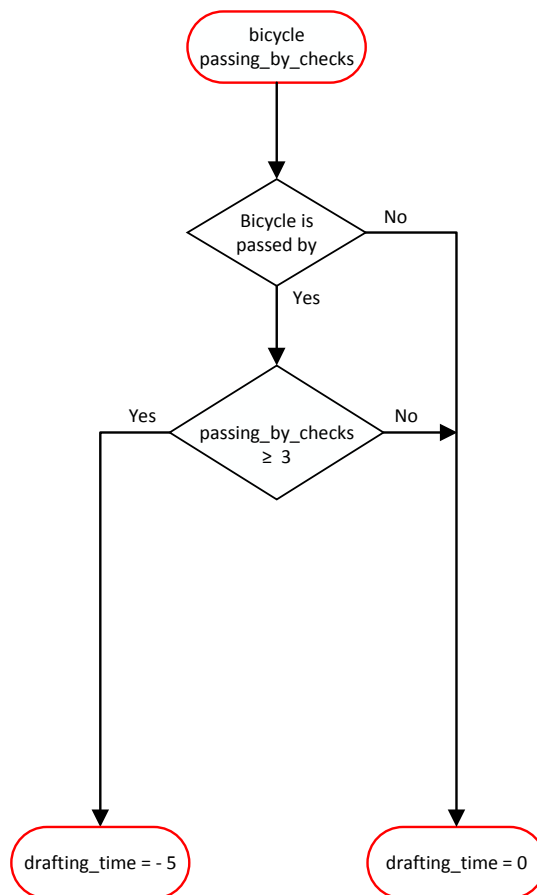 bicycle
passing_by_checks
Bicycle is
passed by
No
Yes
Yes
No
passing_by_checks
≥ 3
drafting_time = - 5
drafting_time = 0